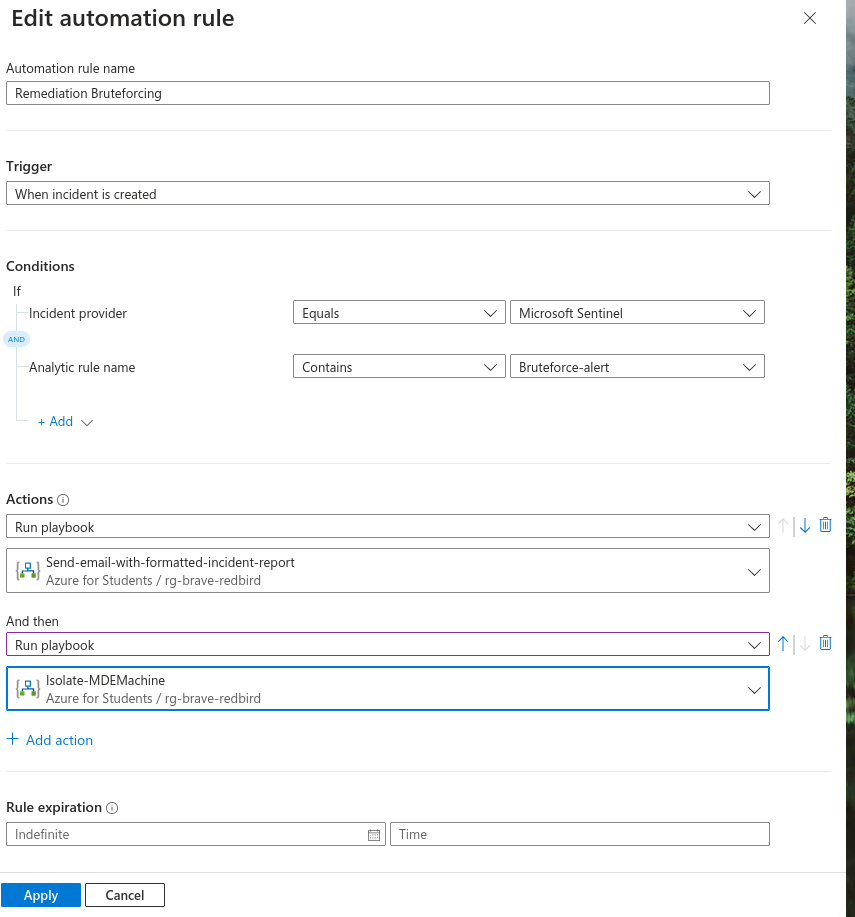 Edit automation rule
Automation rule name
Remediation Bruteforcing
Trigger
When incident is created
Conditions
If
Incident provider Equals Microsoft Sentinel
AND
Analytic rule name Contains Bruteforce-alert
+ Add
Actions
Run playbook
Send-email-with-formatted-incident-report
Azure for Students / rg-brave-redbird
And then
Run playbook
Isolate-MDEMachine
Azure for Students / rg-brave-redbird
+ Add action
Rule expiration
Indefinite Time
Apply Cancel